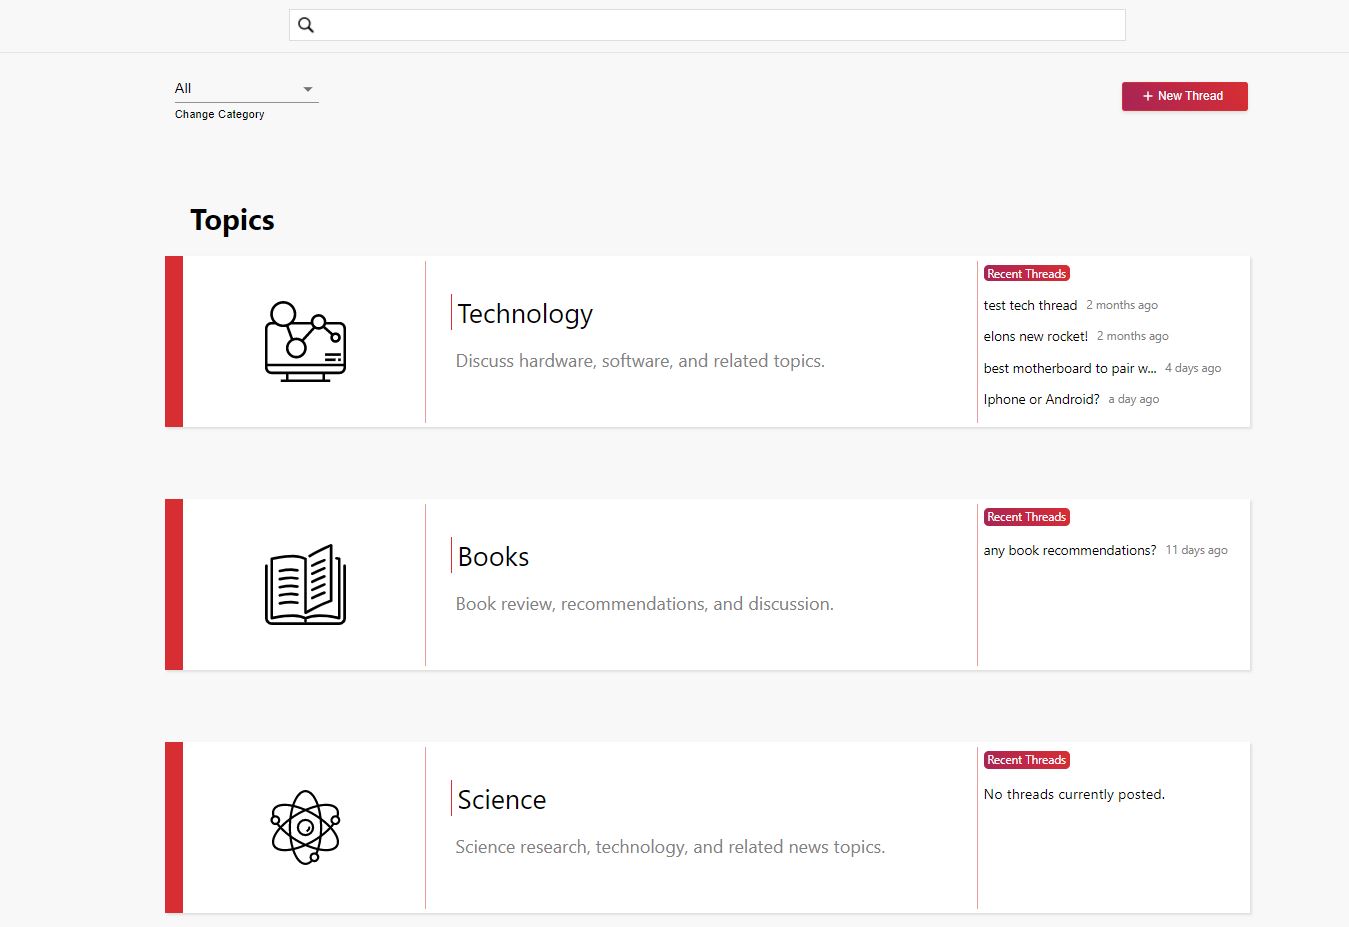 All
Change Category
+ New Thread
Topics
Technology
Discuss hardware, software, and related topics.
Recent Threads
test tech thread 2 months ago
elons new rocket! 2 months ago
best motherboard to pair w... 4 days ago
Iphone or Android? a day ago
Books
Book review, recommendations, and discussion.
Recent Threads
any book recommendations? 11 days ago
Science
Science research, technology, and related news topics.
Recent Threads
No threads currently posted.